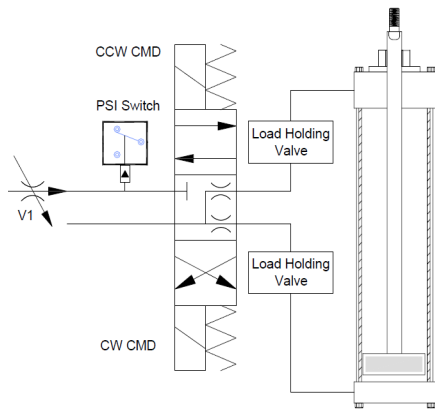 CCW CMD
PSI Switch
Load Holding
Valve
V1
Load Holding
Valve
CW CMD